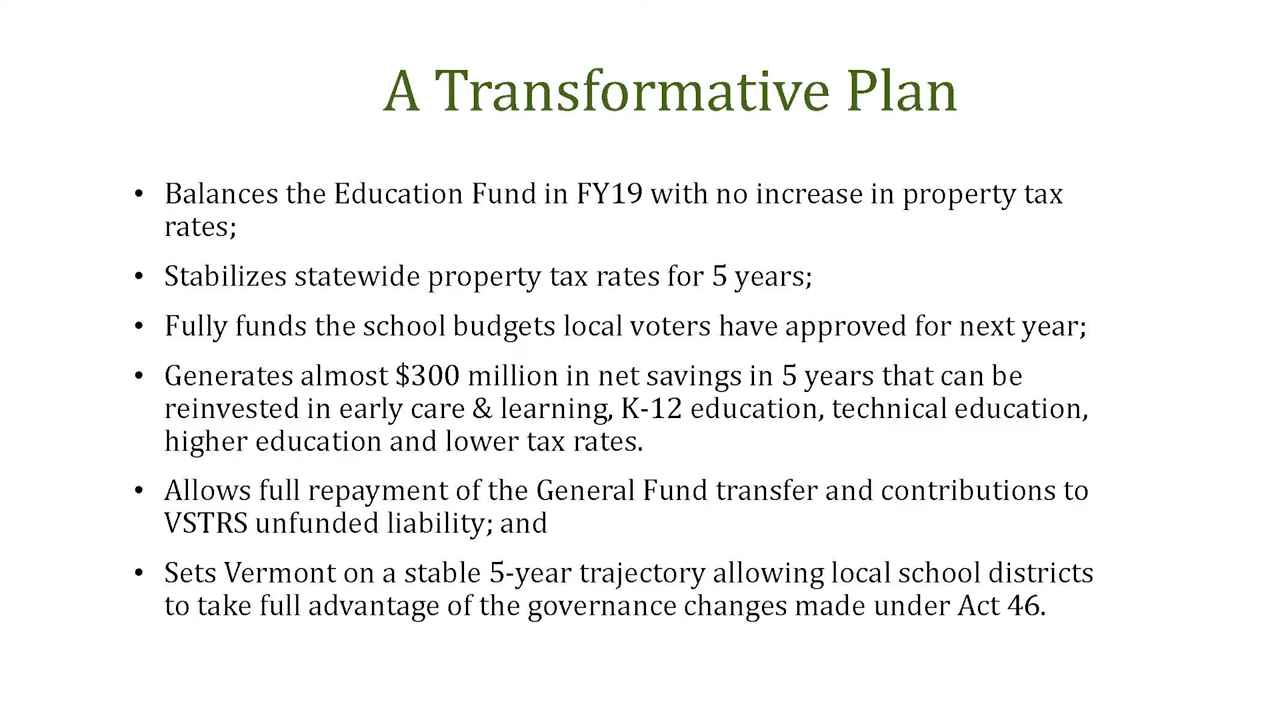 A Transformative Plan
• Balances the Education Fund in FY19 with no increase in property tax
rates;
• Stabilizes statewide property tax rates for 5 years;
• Fully funds the school budgets local voters have approved for next year;
• Generates almost $300 million in net savings in 5 years that can be
reinvested in early care & learning, K-12 education, technical education,
higher education and lower tax rates.
• Allows full repayment of the General Fund transfer and contributions to
VSTRS unfunded liability; and
• Sets Vermont on a stable 5-year trajectory allowing local school districts
to take full advantage of the governance changes made under Act 46.